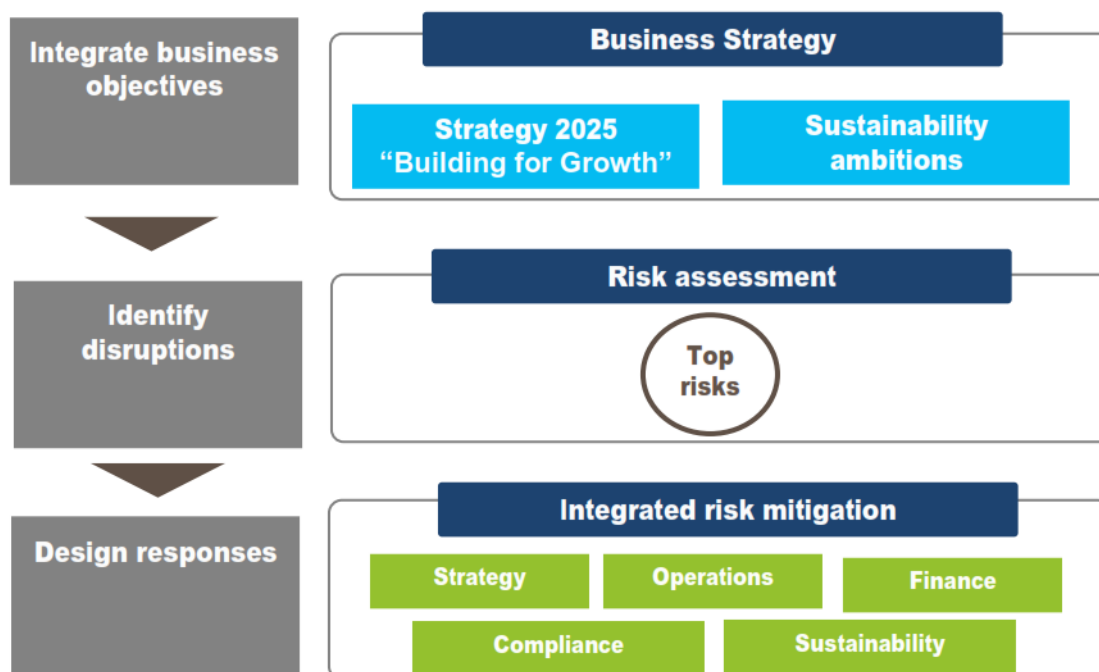 Integrate business
objectives
Business Strategy
Strategy 2025
“Building for Growth”
Sustainability
ambitions
Identify
disruptions
Risk assessment
Top
risks
Design responses
Integrated risk mitigation
Strategy
Operations
Finance
Compliance
Sustainability